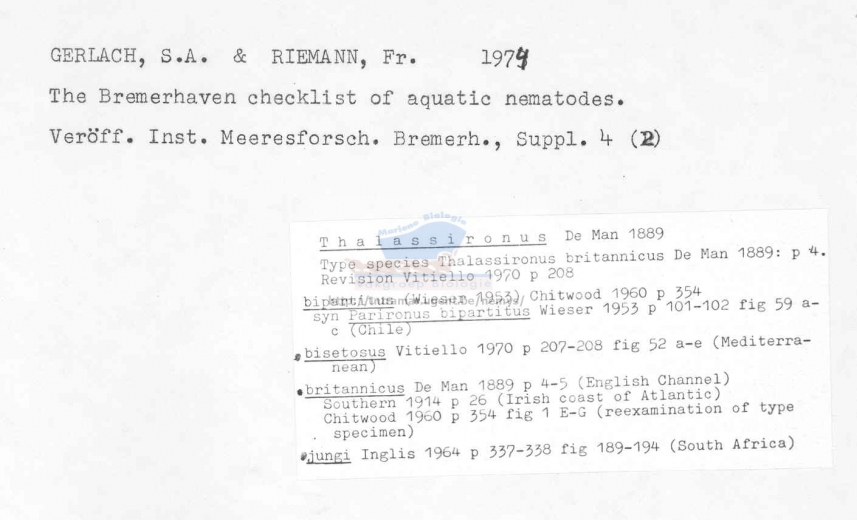 GERLACH, S.A. & RIEMANN, Fr. 1974
The Bremerhaven checklist of aquatic nematodes.
Veröff. Inst. Meeresforsch. Bremerh., Suppl. 4 (2)
Mariene Biologie
Thalassironus De Man 1889
Type species Thalassironus britannicus De Man 1889: p 4.
Revision Vitiello 1970 p 208
bipartitus (Wieser 1953) Chitwood 1960 p 354
syn Parironus bipartitus Wieser 1953 p 101-102 fig 59 a-
c (Chile)
bisetosus Vitiello 1970 p 207-208 fig 52 a-e (Mediterra-
nean)
britannicus De Man 1889 p 4-5 (English Channel)
Southern 1914 p 26 (Irish coast of Atlantic)
Chitwood 1960 p 354 fig 1 E-G (reexamination of type
specimen)
jungi Inglis 1964 p 337-338 fig 189-194 (South Africa)